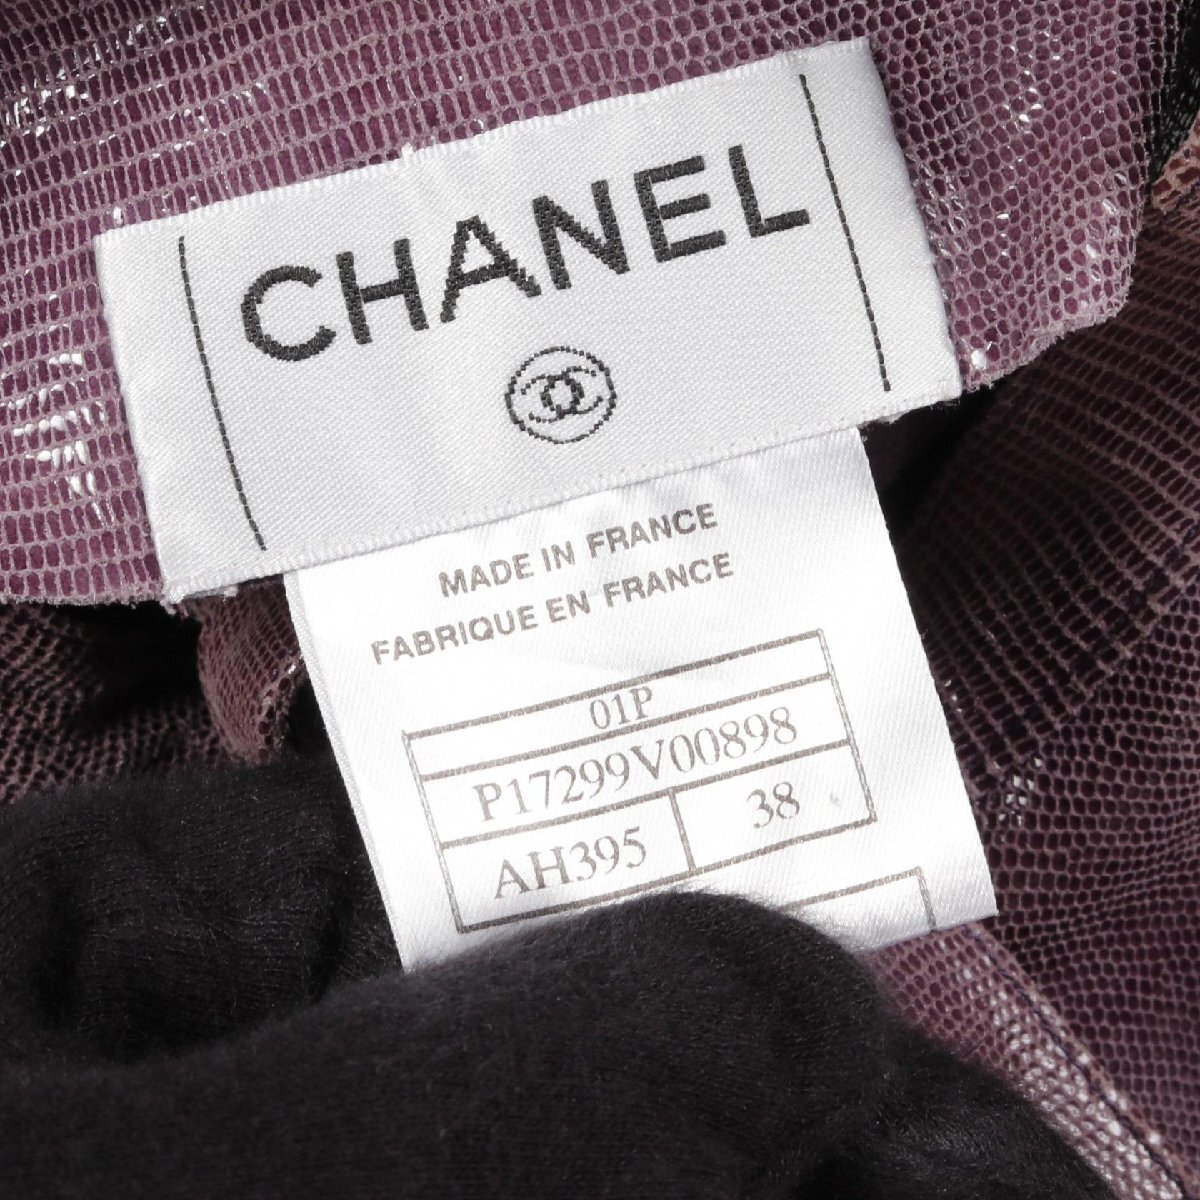 CHANEL
MADE IN FRANCE
FABRIQUE EN FRANCE
01P
P17299V00898
AH395 38